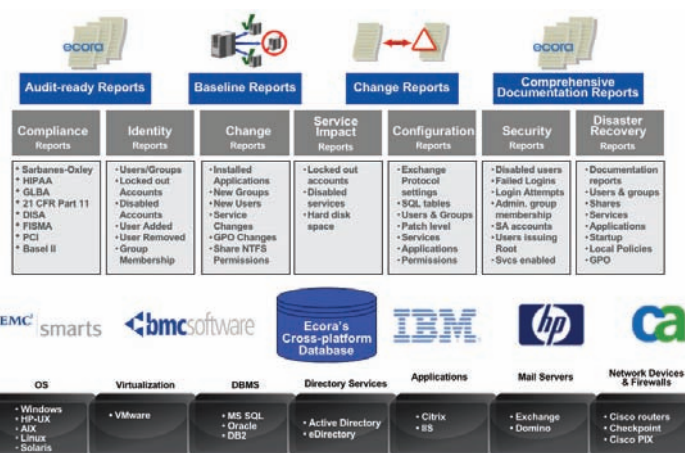 ecora
ecora
Audit-ready Reports
Baseline Reports
Change Reports
Comprehensive
Documentation Reports
Compliance
Reports
* Sarbanes-Oxley
* HIPAA
* GLBA
* 21 CFR Part 11
* DISA
* FISMA
* PCI
* Basel II
Identity
Reports
• Users/Groups
• Locked out
Accounts
• Disabled
Accounts
• User Added
• User Removed
• Group
Membership
Change
Reports
• Installed
Applications
• New Groups
• New Users
• Service
Changes
• GPO Changes
• Share NTFS
Permissions
Service
Impact
Reports
• Locked out
accounts
• Disabled
services
• Hard disk
space
Configuration
Reports
• Exchange
Protocol
settings
• SQL tables
• Users & Groups
• Patch level
• Services
• Applications
• Permissions
Security
Reports
• Disabled users
• Failed Logins
• Login Attempts
• Admin. group
membership
• SA accounts
• Users issuing
Root
• Svcs enabled
Disaster
Recovery
Reports
• Documentation
reports
• Users & groups
• Shares
• Services
• Applications
• Startup
• Local Policies
• GPO
EMC² smarts
bmcsoftware
Ecora's
Cross-platform
Database
IBM
hp
ca
OS
• Windows
• HP-UX
• AIX
• Linux
• Solaris
Virtualization
• VMware
DBMS
• MS SQL
• Oracle
• DB2
Directory Services
• Active Directory
• eDirectory
Applications
• Citrix
• IIS
Mail Servers
• Exchange
• Domino
Network Devices
& Firewalls
• Cisco routers
• Checkpoint
• Cisco PIX